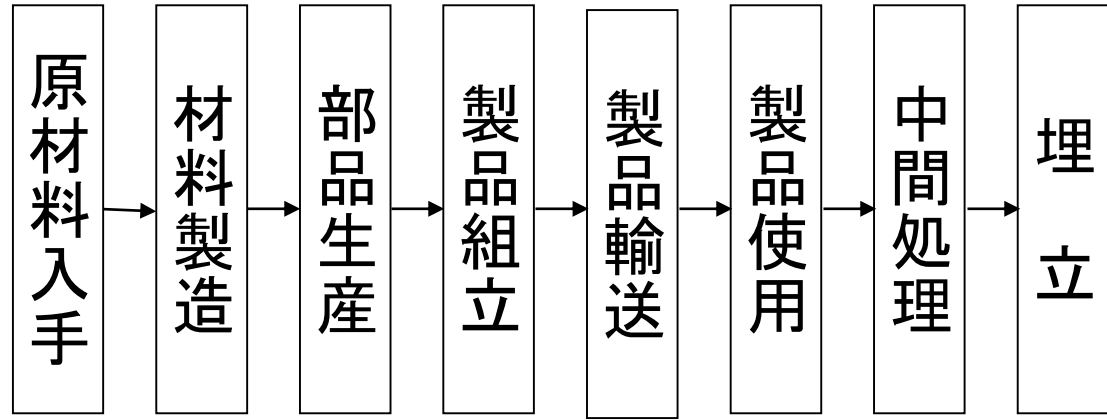 原材料入手
材料製造
部品生産
製品組立
製品輸送
製品使用
中間処理
埋立